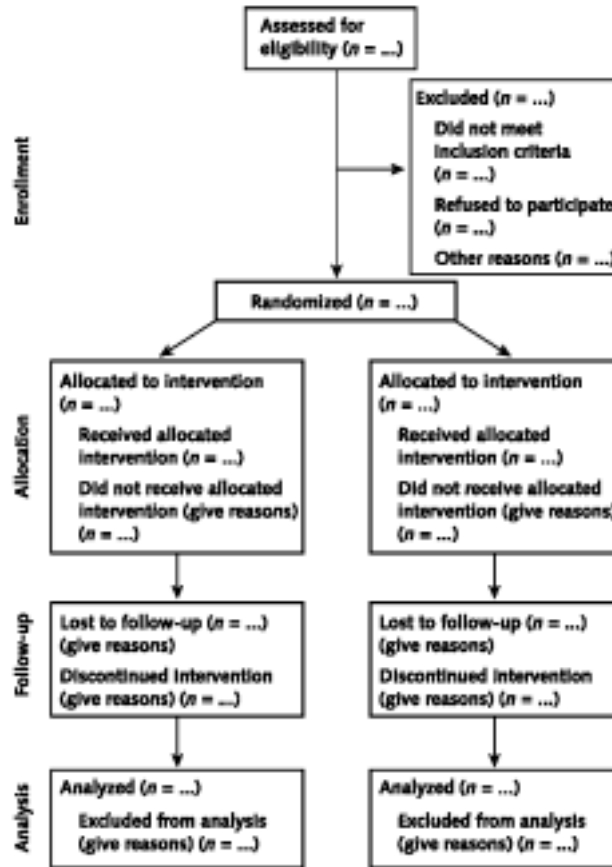 Assessed for
eligibility (n = ...)
Enrollment
Excluded (n = ...)
Did not meet
inclusion criteria
(n = ...)
Refused to participate
(n = ...)
Other reasons (n = ...)
Randomized (n = ...)
Allocation
Allocated to intervention
(n = ...)
Received allocated
intervention (n = ...)
Did not receive allocated
intervention (give reasons)
(n = ...)
Allocated to intervention
(n = ...)
Received allocated
intervention (n = ...)
Did not receive allocated
intervention (give reasons)
(n = ...)
Follow-up
Lost to follow-up (n = ...)
(give reasons)
Discontinued intervention
(give reasons) (n = ...)
Lost to follow-up (n = ...)
(give reasons)
Discontinued intervention
(give reasons) (n = ...)
Analysis
Analyzed (n = ...)
Excluded from analysis
(give reasons) (n = ...)
Analyzed (n = ...)
Excluded from analysis
(give reasons) (n = ...)